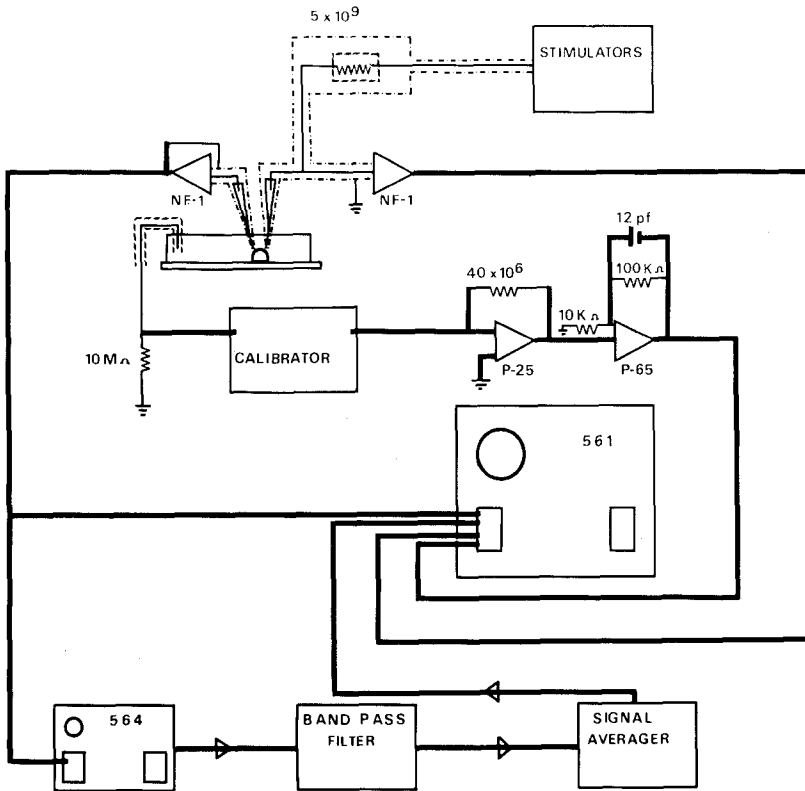 5 x 10⁹
STIMULATORS
NF-1
NF-1
12 pf
100 K Ω
40 x 10⁶
10 K Ω
10 M Ω
CALIBRATOR
P-25
P-65
561
564
BAND PASS
FILTER
SIGNAL
AVERAGER